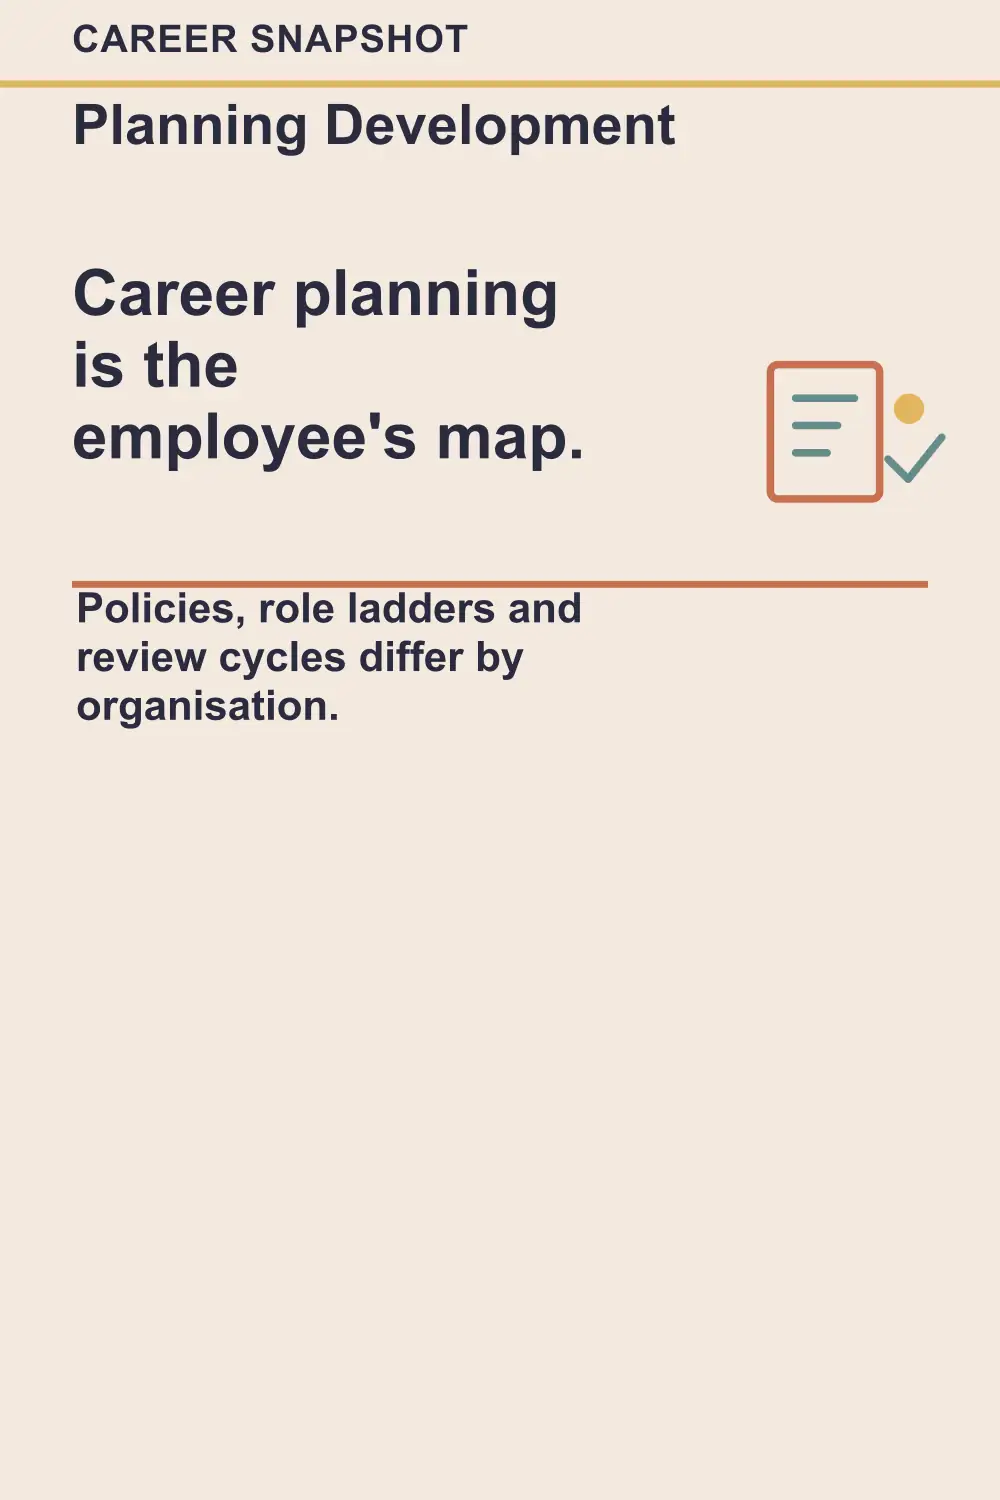 CAREER SNAPSHOT
Planning Development
Career planning
is the
employee's map.
Policies, role ladders and
review cycles differ by
organisation.